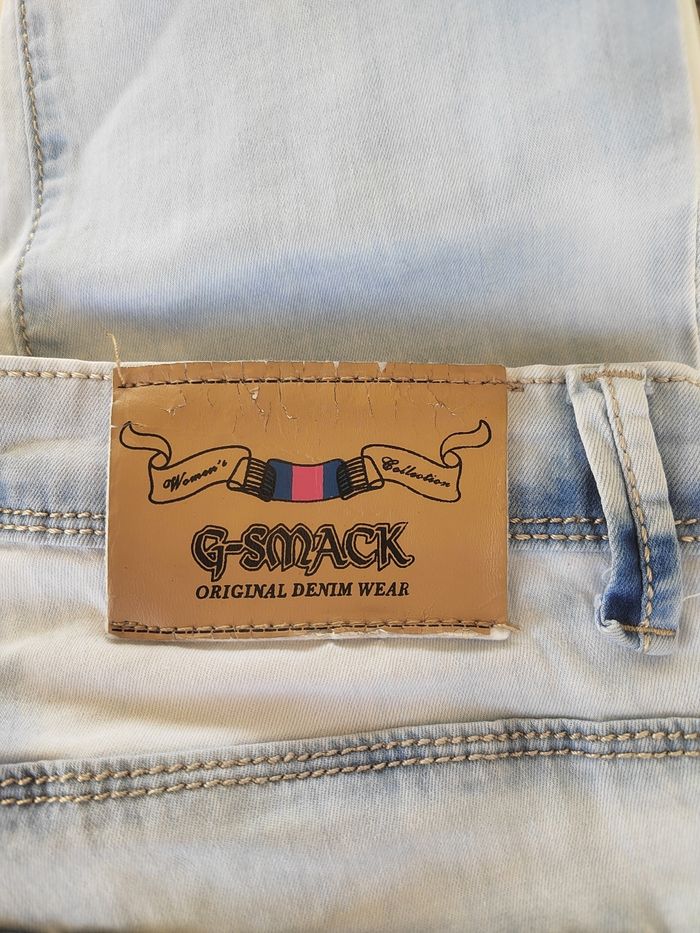 Women's Collection
G-SMACK
ORIGINAL DENIM WEAR